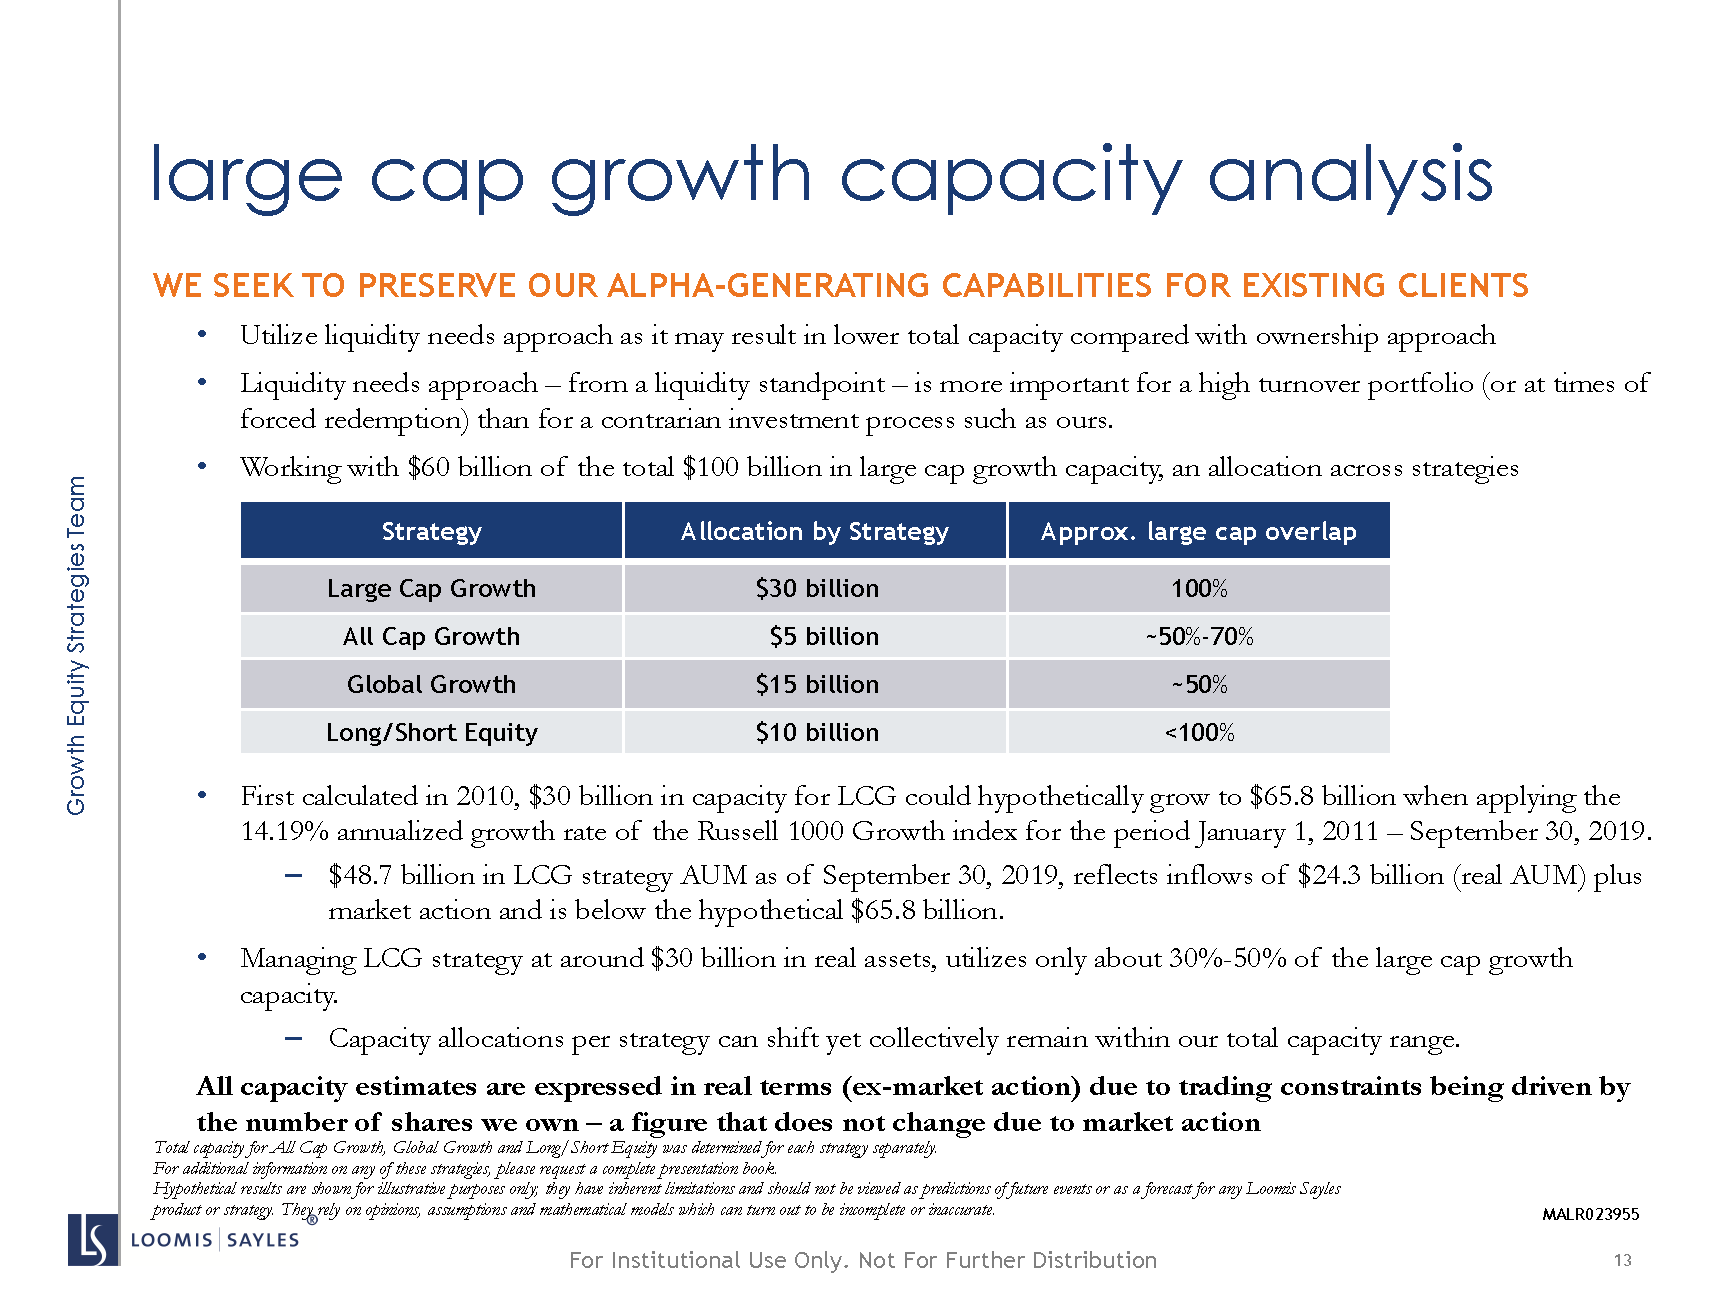 large cap growth capacity analysis
WE SEEK TO PRESERVE OUR ALPHA-GENERATING CAPABILITIES FOR EXISTING CLIENTS
• Utilize liquidity needs approach as it may result in lower total capacity compared with ownership approach
• Liquidity needs approach – from a liquidity standpoint – is more important for a high turnover portfolio (or at times of
forced redemption) than for a contrarian investment process such as ours.
• Working with $60 billion of the total $100 billion in large cap growth capacity, an allocation across strategies
Strategy Allocation by Strategy Approx. large cap overlap
Large Cap Growth $30 billion 100%
All Cap Growth $5 billion ~50%-70%
Global Growth $15 billion ~50%
Long/Short Equity $10 billion <100%
• First calculated in 2010, $30 billion in capacity for LCG could hypothetically grow to $65.8 billion when applying the
14.19% annualized growth rate of the Russell 1000 Growth index for the period January 1, 2011 – September 30, 2019.
– $48.7 billion in LCG strategy AUM as of September 30, 2019, reflects inflows of $24.3 billion (real AUM) plus
market action and is below the hypothetical $65.8 billion.
• Managing LCG strategy at around $30 billion in real assets, utilizes only about 30%-50% of the large cap growth
capacity.
– Capacity allocations per strategy can shift yet collectively remain within our total capacity range.
All capacity estimates are expressed in real terms (ex-market action) due to trading constraints being driven by
the number of shares we own – a figure that does not change due to market action
Total capacity for All Cap Growth, Global Growth and Long/Short Equity was determined for each strategy separately.
For additional information on any of these strategies, please request a complete presentation book.
Hypothetical results are shown for illustrative purposes only, they have inherent limitations and should not be viewed as predictions of future events or as a forecast for any Loomis Sayles
product or strategy. They rely on opinions, assumptions and mathematical models which can turn out to be incomplete or inaccurate.
Growth Equity Strategies Team
MALR023955
LS LOOMIS | SAYLES ®
For Institutional Use Only. Not For Further Distribution
13